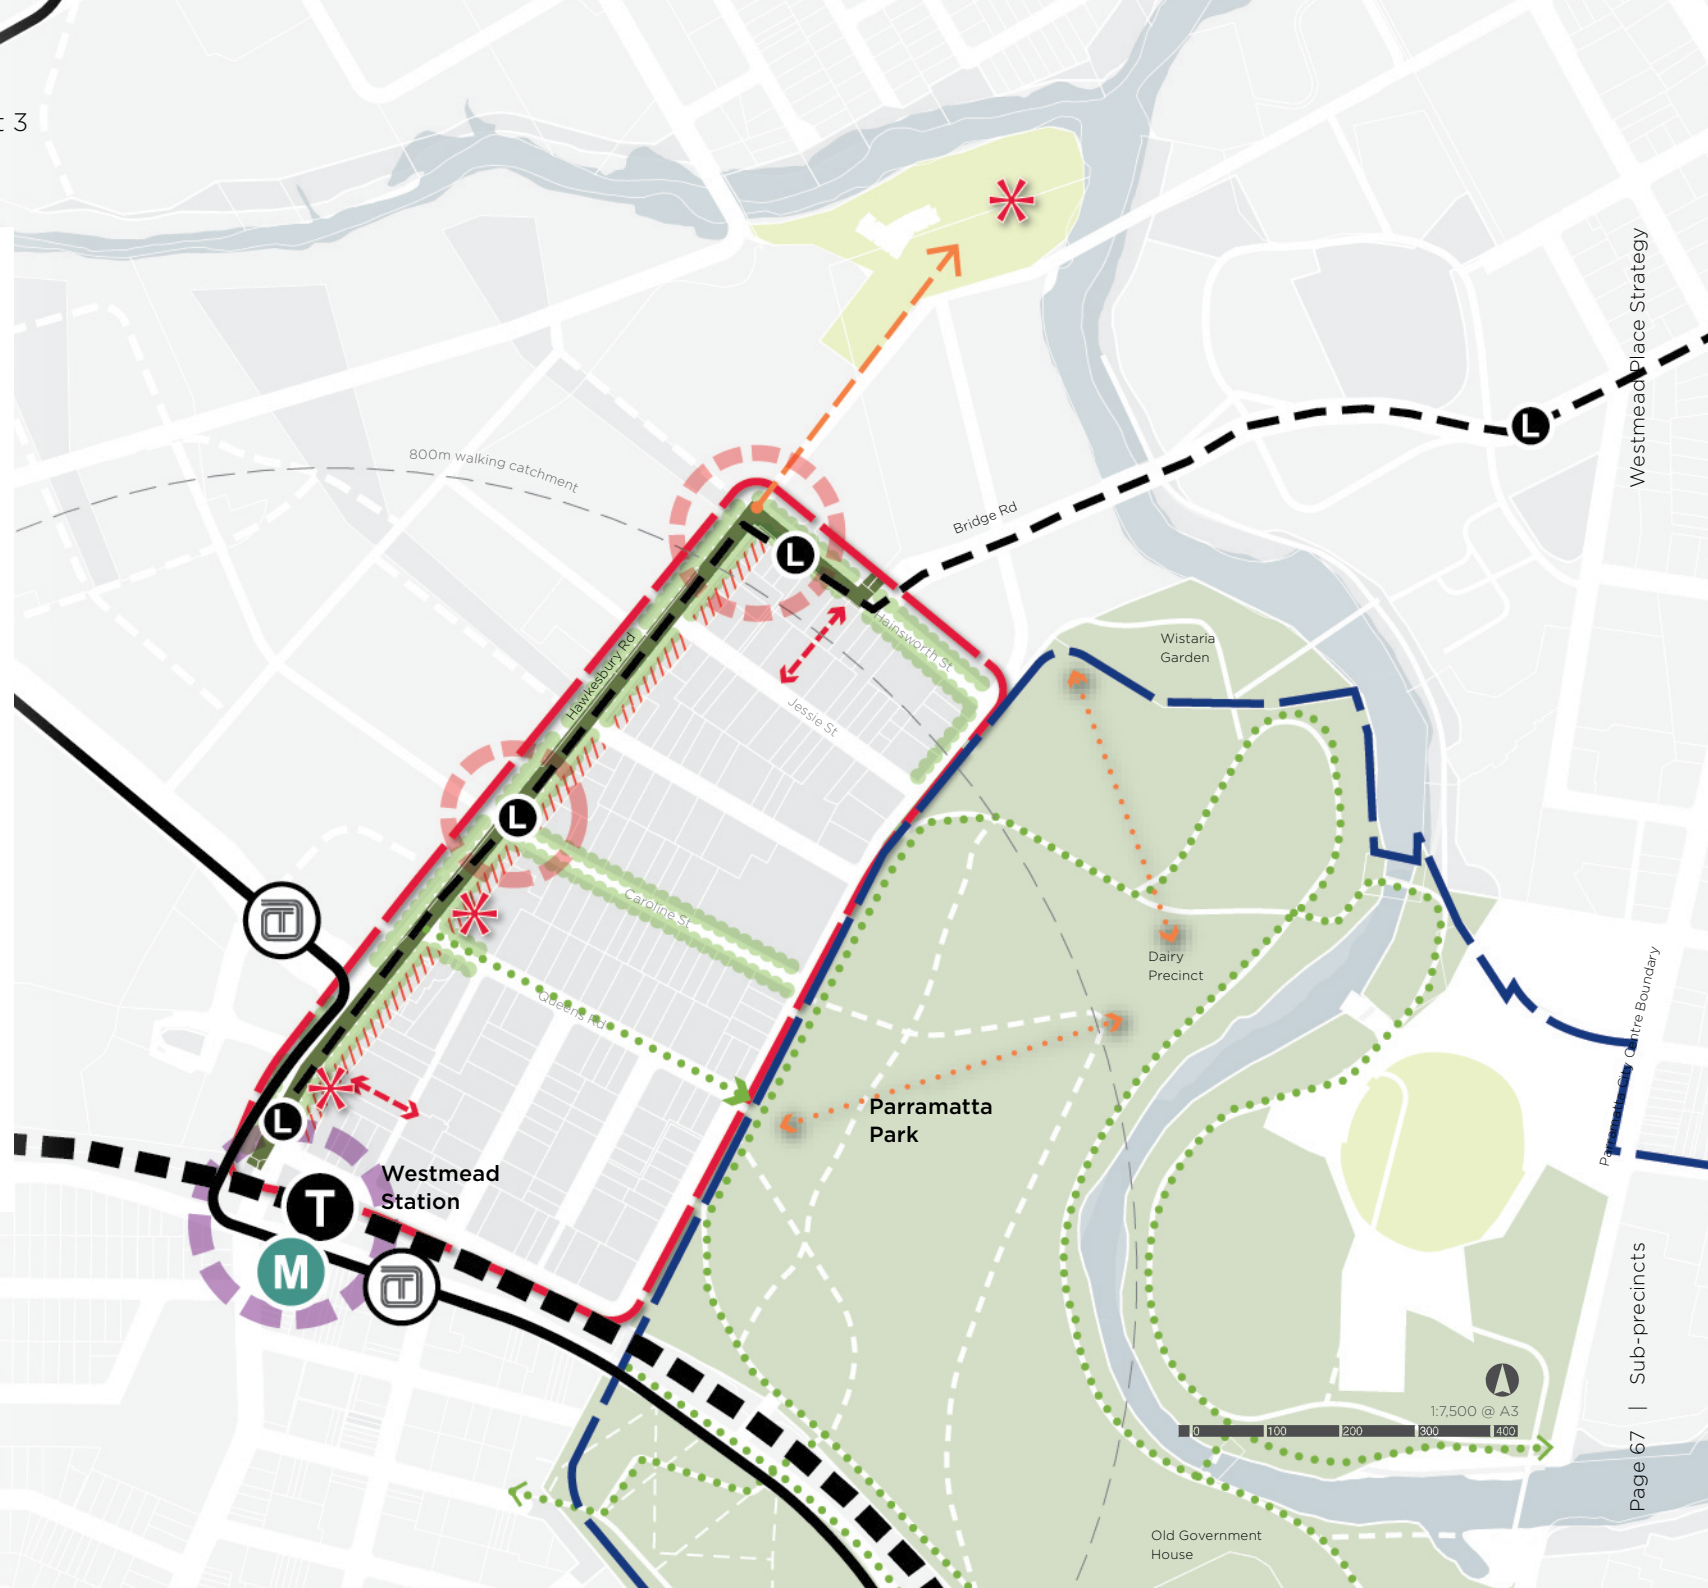 t 3
Westmead Place Strategy
800m walking catchment
Bridge Rd
L
L
Hainsworth St
Wistaria
Garden
Hawkesbury Rd
Jessie St
L
Caroline St
Dairy
Precinct
Queens Rd
Parramatta City Centre Boundary
Parramatta
Park
L
Westmead
Station
T
M
1:7,500 @ A3
0 100 200 300 400
Old Government
House
Page 67 | Sub-precincts